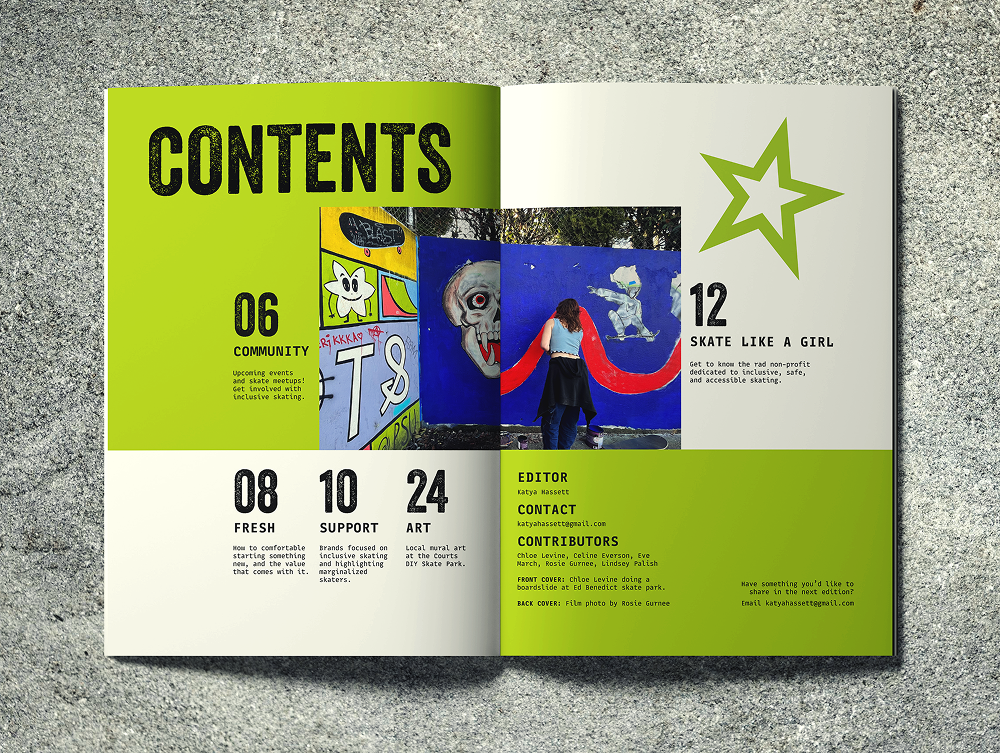 CONTENTS
06
COMMUNITY
Upcoming events
and skate meetups!
Get involved with
inclusive skating.
08
FRESH
How to comfortable
starting something
new, and the value
that comes with it.
10
SUPPORT
Brands focused on
inclusive skating
and highlighting
marginalized
skaters.
24
ART
Local mural art
at the Courts
DIY Skate Park.
12
SKATE LIKE A GIRL
Get to know the rad non-profit
dedicated to inclusive, safe,
and accessible skating.
EDITOR
Katya Hassett
CONTACT
katyahassett@gmail.com
CONTRIBUTORS
Chloe Levine, Celine Everson, Eve
March, Rosie Gurnee, Lindsey Palish
FRONT COVER: Chloe Levine doing a
boardslide at Ed Benedict skate park.
BACK COVER: Film photo by Rosie Gurnee
Have something you'd like to
share in the next edition?
Email katyahassett@gmail.com